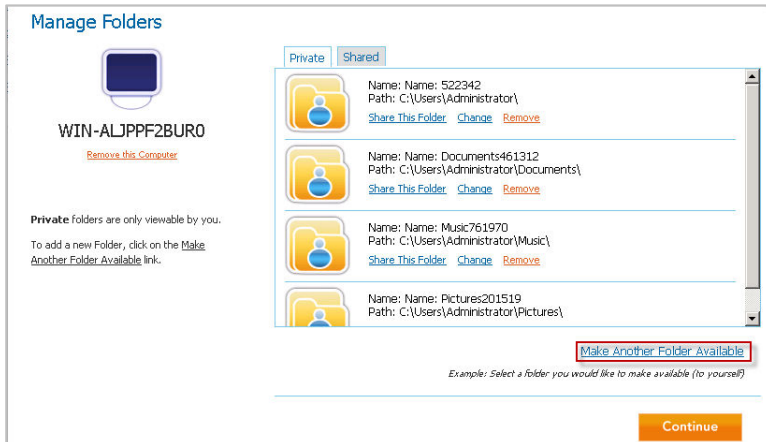 Manage Folders
WIN-ALJPPF2BUR0
Remove this Computer
Private folders are only viewable by you.
To add a new Folder, click on the Make
Another Folder Available link.
Private Shared
Name: Name: 522342
Path: C:\Users\Administrator\
Share This Folder Change Remove
Name: Name: Documents461312
Path: C:\Users\Administrator\Documents\
Share This Folder Change Remove
Name: Name: Music761970
Path: C:\Users\Administrator\Music\
Share This Folder Change Remove
Name: Name: Pictures201519
Path: C:\Users\Administrator\Pictures\
Make Another Folder Available
Example: Select a folder you would like to make available (to yourself)
Continue